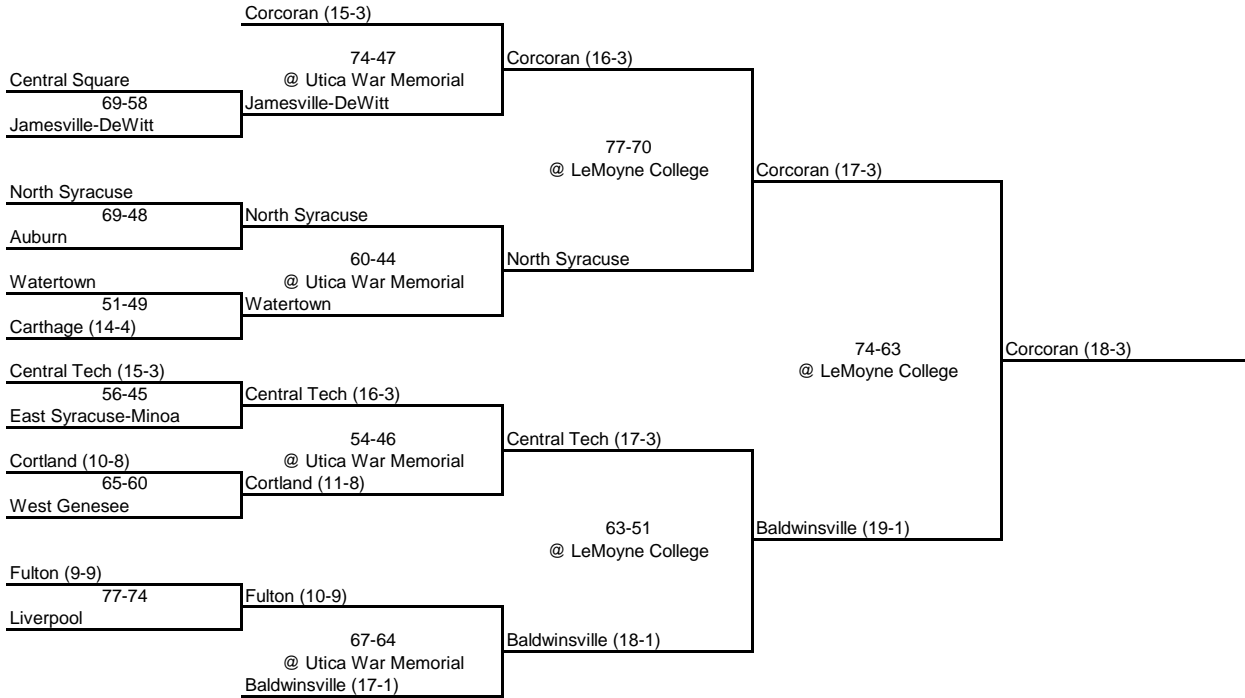 Corcoran (15-3)
74-47
@ Utica War Memorial
Corcoran (16-3)
Central Square
69-58
Jamesville-DeWitt
Jamesville-DeWitt
77-70
@ LeMoyne College
Corcoran (17-3)
North Syracuse
69-48
North Syracuse
Auburn
60-44
@ Utica War Memorial
North Syracuse
Watertown
51-49
Watertown
Carthage (14-4)
74-63
@ LeMoyne College
Corcoran (18-3)
Central Tech (15-3)
56-45
Central Tech (16-3)
East Syracuse-Minoa
54-46
@ Utica War Memorial
Central Tech (17-3)
Cortland (10-8)
65-60
Cortland (11-8)
West Genesee
63-51
@ LeMoyne College
Baldwinsville (19-1)
Fulton (9-9)
77-74
Fulton (10-9)
Liverpool
67-64
@ Utica War Memorial
Baldwinsville (18-1)
Baldwinsville (17-1)